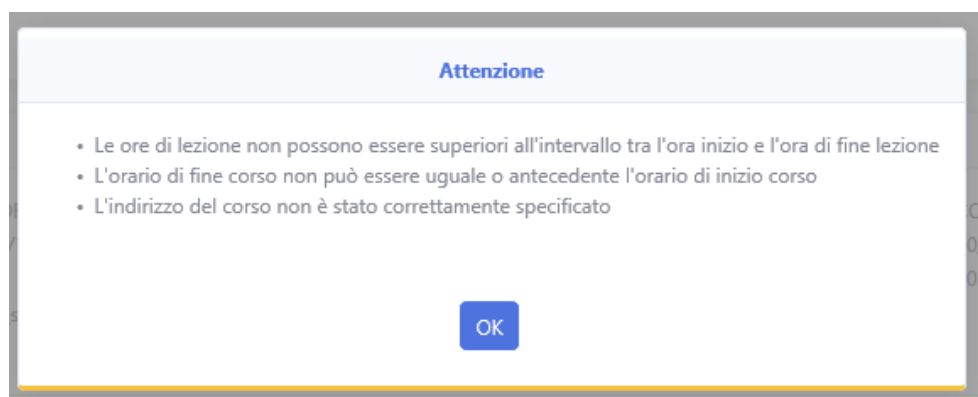 Attenzione
• Le ore di lezione non possono essere superiori all'intervallo tra l'ora inizio e l'ora di fine lezione
• L'orario di fine corso non può essere uguale o antecedente l'orario di inizio corso
• L'indirizzo del corso non è stato correttamente specificato
OK